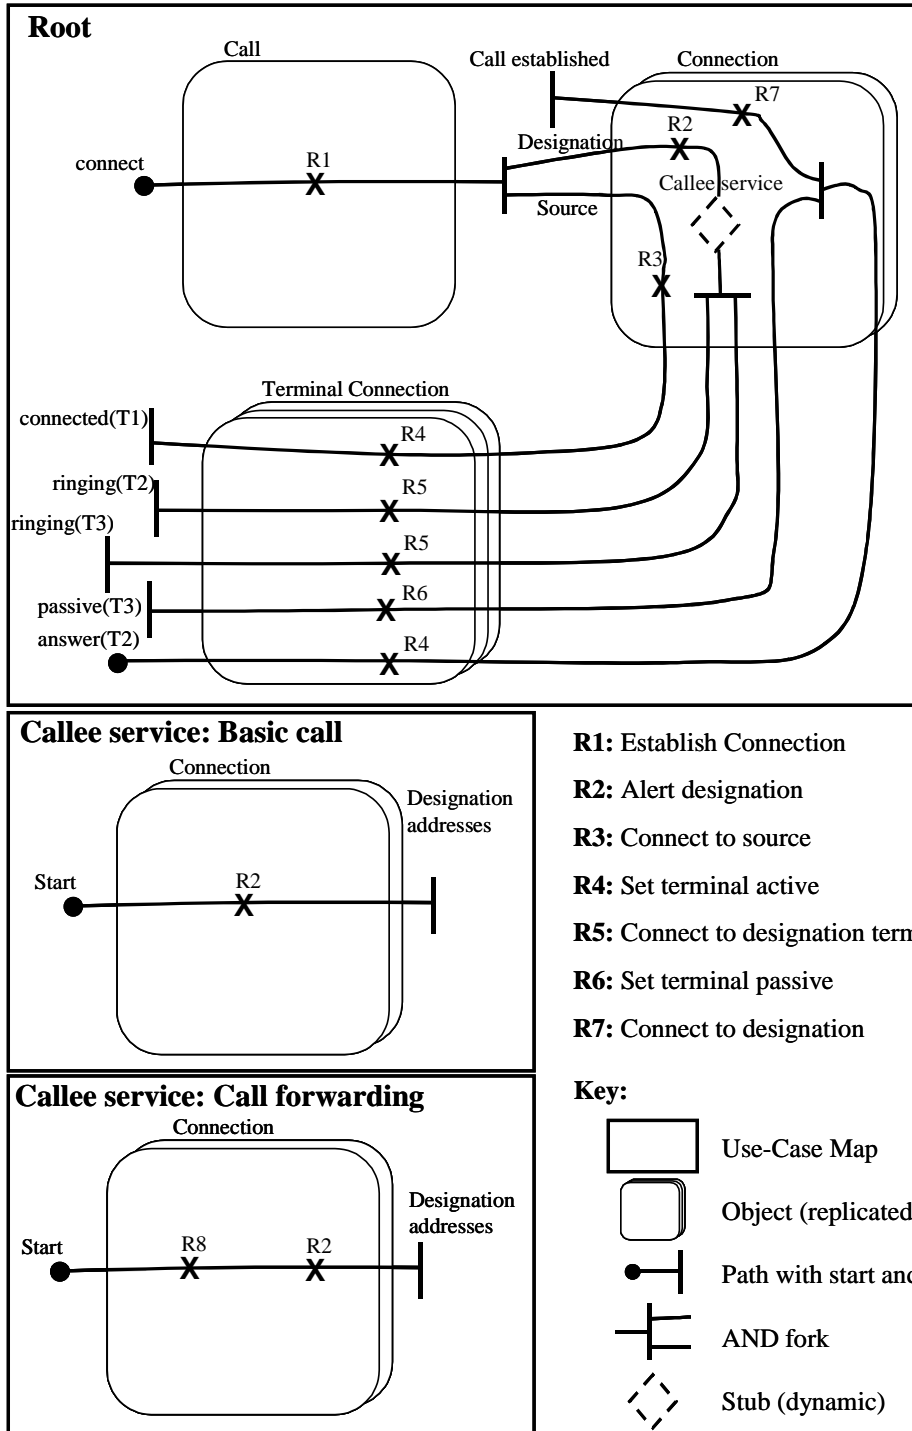 Root
Call
Call established
Connection
R7
Designation
R2
connect
R1
Callee service
Source
R3
Terminal Connection
connected(T1)
R4
ringing(T2)
R5
ringing(T3)
R5
passive(T3)
R6
answer(T2)
R4
Callee service: Basic call
Connection
Designation
addresses
Start
R2
R1: Establish Connection
R2: Alert designation
R3: Connect to source
R4: Set terminal active
R5: Connect to designation term
R6: Set terminal passive
R7: Connect to designation
Callee service: Call forwarding
Connection
Designation
addresses
Start
R8
R2
Key:
Use-Case Map
Object (replicated
Path with start and
AND fork
Stub (dynamic)